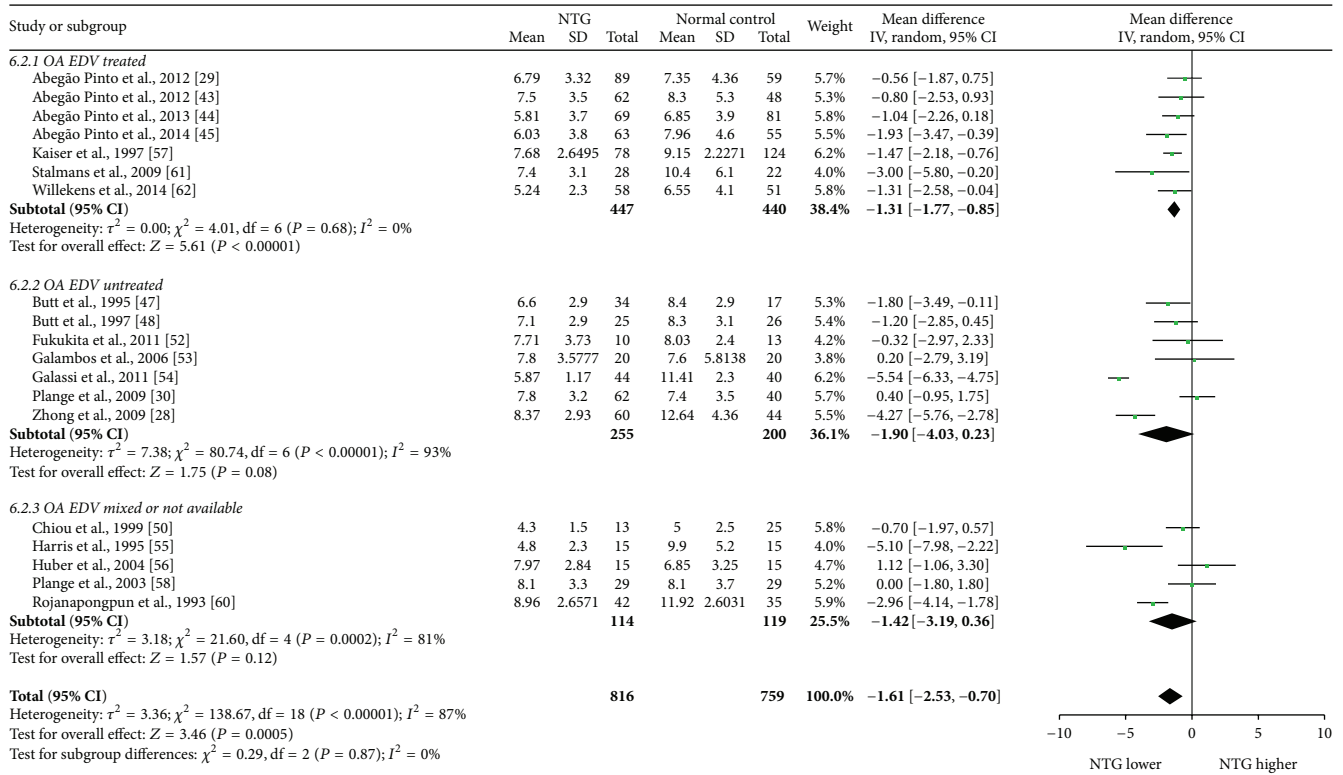 Study or subgroup NTG Normal control Weight Mean difference Mean difference
Mean SD Total Mean SD Total IV, random, 95% CI IV, random, 95% CI
6.2.1 OA EDV treated
Abegão Pinto et al., 2012 [29] 6.79 3.32 89 7.35 4.36 59 5.7% −0.56 [−1.87, 0.75]
Abegão Pinto et al., 2012 [43] 7.5 3.5 62 8.3 5.3 48 5.3% −0.80 [−2.53, 0.93]
Abegão Pinto et al., 2013 [44] 5.81 3.7 69 6.85 3.9 81 5.8% −1.04 [−2.26, 0.18]
Abegão Pinto et al., 2014 [45] 6.03 3.8 63 7.96 4.6 55 5.5% −1.93 [−3.47, −0.39]
Kaiser et al., 1997 [57] 7.68 2.6495 78 9.15 2.2271 124 6.2% −1.47 [−2.18, −0.76]
Stalmans et al., 2009 [61] 7.4 3.1 28 10.4 6.1 22 4.0% −3.00 [−5.80, −0.20]
Willekens et al., 2014 [62] 5.24 2.3 58 6.55 4.1 51 5.8% −1.31 [−2.58, −0.04]
Subtotal (95% CI) 447 440 38.4% −1.31 [−1.77, −0.85]
Heterogeneity: τ² = 0.00; χ² = 4.01, df = 6 (P = 0.68); I² = 0%
Test for overall effect: Z = 5.61 (P < 0.00001)
6.2.2 OA EDV untreated
Butt et al., 1995 [47] 6.6 2.9 34 8.4 2.9 17 5.3% −1.80 [−3.49, −0.11]
Butt et al., 1997 [48] 7.1 2.9 25 8.3 3.1 26 5.4% −1.20 [−2.85, 0.45]
Fukukita et al., 2011 [52] 7.71 3.73 10 8.03 2.4 13 4.3% −0.32 [−2.97, 2.33]
Galambos et al., 2006 [53] 7.8 3.5777 20 7.6 5.8138 20 3.8% 0.20 [−2.79, 3.19]
Galassi et al., 2011 [54] 5.87 1.17 44 11.41 2.3 40 6.2% −5.54 [−6.33, −4.75]
Plange et al., 2009 [30] 7.8 3.2 62 7.4 3.5 40 5.7% 0.40 [−0.95, 1.75]
Zhong et al., 2009 [28] 8.37 2.93 60 12.64 4.36 44 5.5% −4.27 [−5.76, −2.78]
Subtotal (95% CI) 255 200 36.1% −1.90 [−4.03, 0.23]
Heterogeneity: τ² = 7.38; χ² = 80.74, df = 6 (P < 0.00001); I² = 93%
Test for overall effect: Z = 1.75 (P = 0.08)
6.2.3 OA EDV mixed or not available
Chiou et al., 1999 [50] 4.3 1.5 13 5 2.5 25 5.8% −0.70 [−1.97, 0.57]
Harris et al., 1995 [55] 4.8 2.3 15 9.9 5.2 15 4.0% −5.10 [−7.98, −2.22]
Huber et al., 2004 [56] 7.97 2.84 15 6.85 3.25 15 4.7% 1.12 [−1.06, 3.30]
Plange et al., 2003 [58] 8.1 3.3 29 8.1 3.7 29 5.2% 0.00 [−1.80, 1.80]
Rojanapongpun et al., 1993 [60] 8.96 2.6571 42 11.92 2.6031 35 5.9% −2.96 [−4.14, −1.78]
Subtotal (95% CI) 114 119 25.5% −1.42 [−3.19, 0.36]
Heterogeneity: τ² = 3.18; χ² = 21.60, df = 4 (P = 0.0002); I² = 81%
Test for overall effect: Z = 1.57 (P = 0.12)
Total (95% CI) 816 759 100.0% −1.61 [−2.53, −0.70]
Heterogeneity: τ² = 3.36; χ² = 138.67, df = 18 (P < 0.00001); I² = 87%
Test for overall effect: Z = 3.46 (P = 0.0005)
Test for subgroup differences: χ² = 0.29, df = 2 (P = 0.87); I² = 0%
−10 −5 0 5 10
NTG lower NTG higher